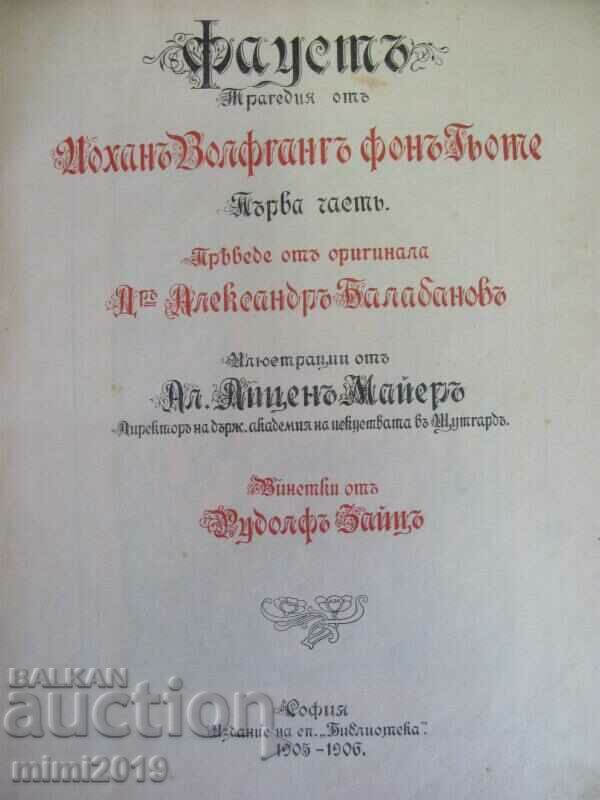 Фаустъ
Трагедия отъ
Йоханъ Волфгангъ фонъ Гьоте
Първа часть.
Прѣведе отъ оригинала
Д-ръ Александръ Балабановъ
Илюстрации отъ
Ал. Лиценъ Майеръ
Директоръ на държ. академия на искуствата въ Щутгардъ.
Винетки отъ
Рудолфъ Зайцъ
София
Издание на сп. „Библиотека".
1905-1906.
BALKAN
auction
mimi2019